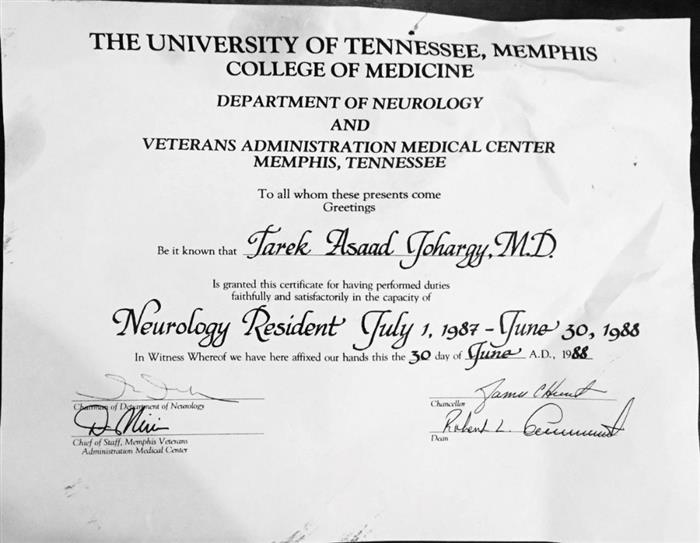 THE UNIVERSITY OF TENNESSEE, MEMPHIS
COLLEGE OF MEDICINE
DEPARTMENT OF NEUROLOGY
AND
VETERANS ADMINISTRATION MEDICAL CENTER
MEMPHIS, TENNESSEE
To all whom these presents come
Greetings
Be it known that Tarek Asaad Johargy, M.D.
Is granted this certificate for having performed duties
faithfully and satisfactorily in the capacity of
Neurology Resident July 1, 1987 - June 30, 1988
In Witness Whereof we have here affixed our hands this the 30 day of June A.D., 1988
Chairman of Department of Neurology
Chief of Staff, Memphis Veterans
Administration Medical Center
James C Hunt
Chancellor
Robert L.
Dean